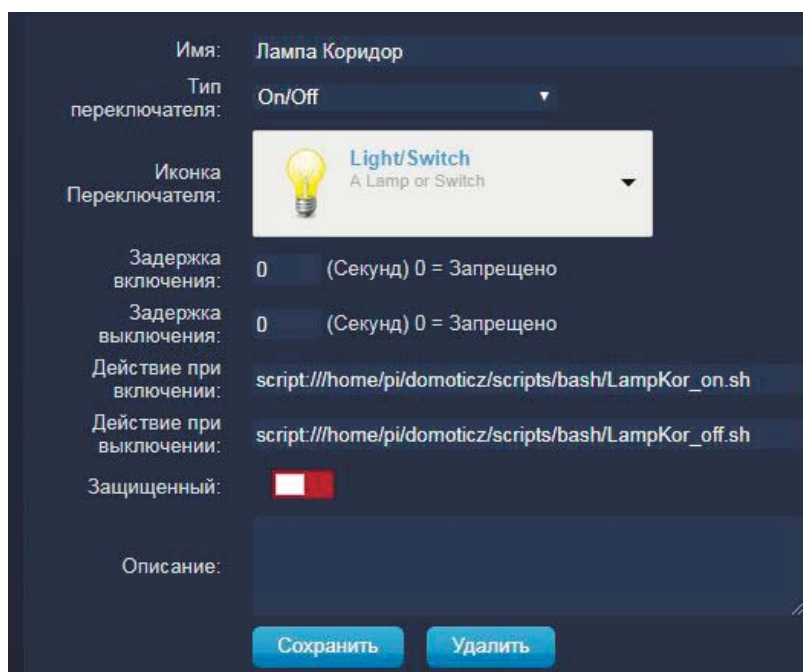 Имя: Лампа Коридор
Тип
переключателя: On/Off
Иконка
Переключателя: Light/Switch
A Lamp or Switch
Задержка
включения: 0 (Секунд) 0 = Запрещено
Задержка
выключения: 0 (Секунд) 0 = Запрещено
Действие при
включении: script:///home/pi/domoticz/scripts/bash/LampKor_on.sh
Действие при
выключении: script:///home/pi/domoticz/scripts/bash/LampKor_off.sh
Защищенный:
Описание:
Сохранить Удалить